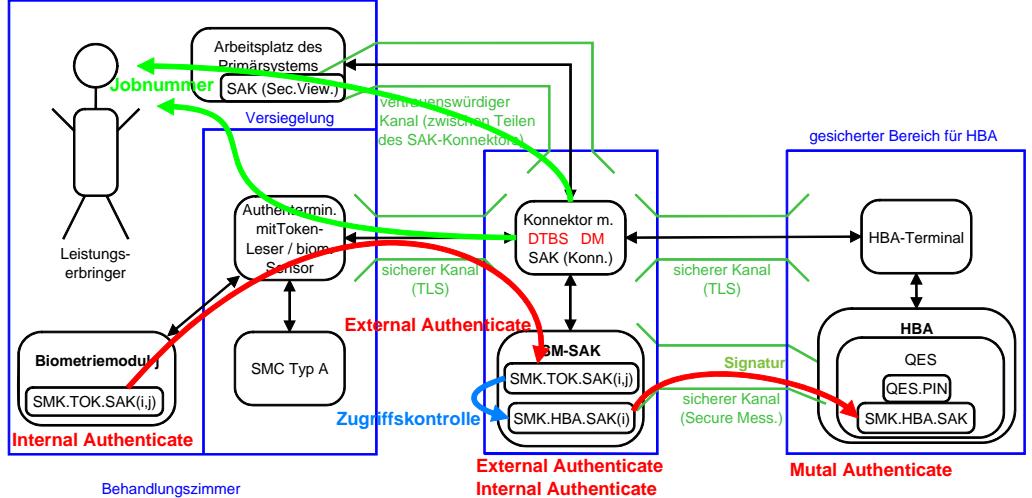 Arbeitsplatz des
Primärsystems
SAK (Sec.View.)
Jobnummer
Versiegelung
vertrauenswürdiger
Kanal (zwischen Teilen
des SAK-Konnektors)
gesicherter Bereich für HBA
Leistungs-
erbringer
Authentermin.
mitToken-
Leser / biom.
Sensor
Konnektor m.
DTBS DM
SAK (Konn.)
HBA-Terminal
sicherer Kanal
(TLS)
sicherer Kanal
(TLS)
External Authenticate
Biometriemodul j
SMK.TOK.SAK(i,j)
Internal Authenticate
SMC Typ A
SM-SAK
SMK.TOK.SAK(i,j)
SMK.HBA.SAK(i)
Zugriffskontrolle
Signatur
sicherer Kanal
(Secure Mess.)
HBA
QES
QES.PIN
SMK.HBA.SAK
External Authenticate
Internal Authenticate
Mutal Authenticate
Behandlungszimmer